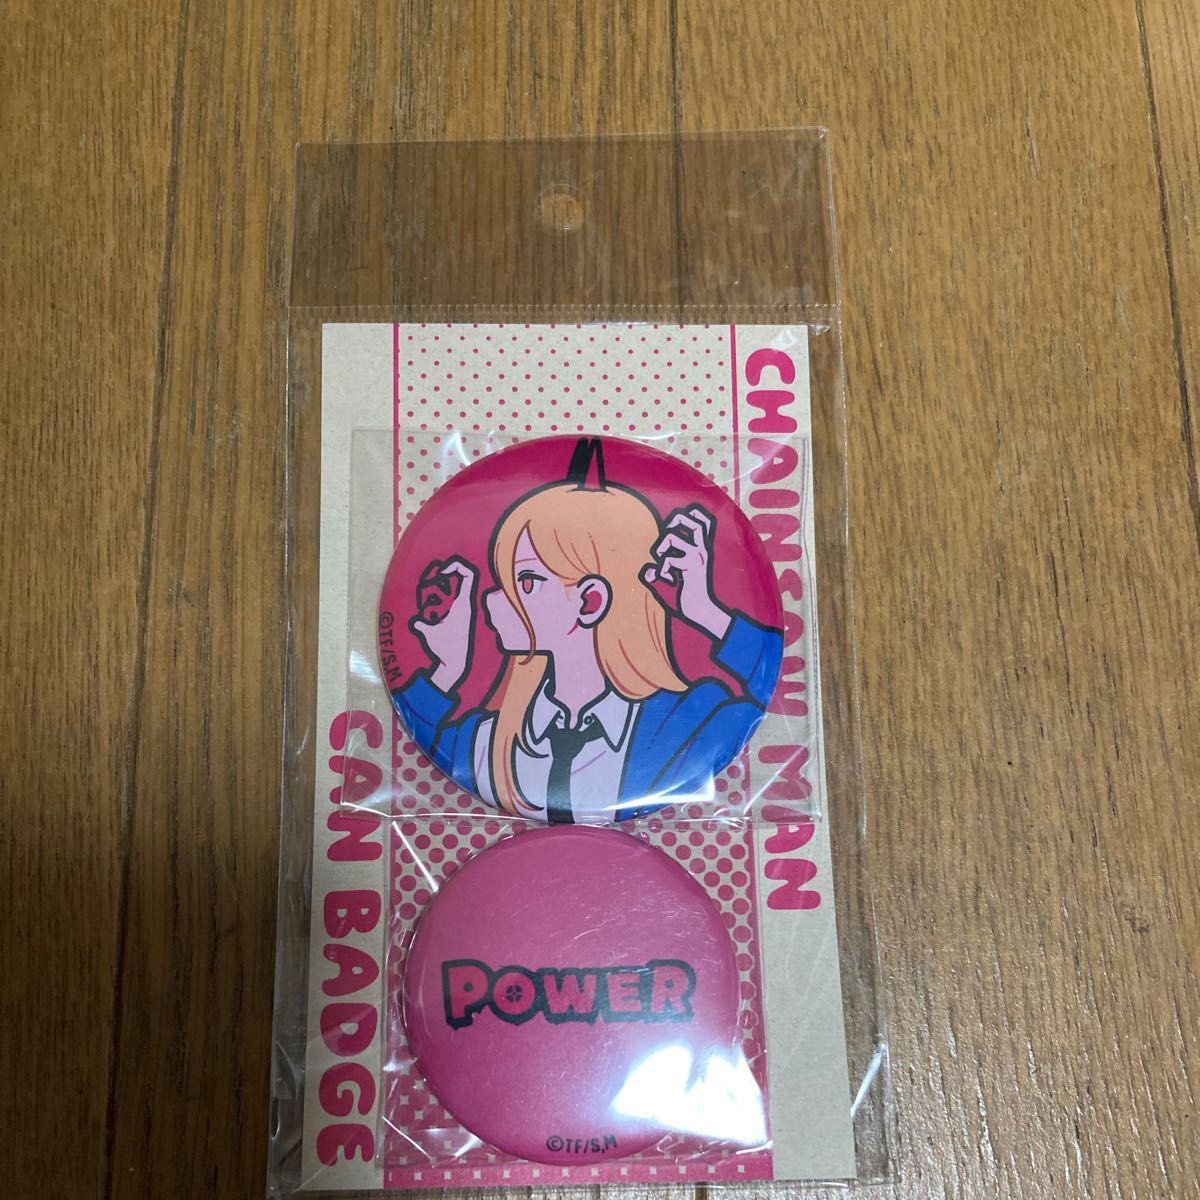 CHAINSAW MAN
©TF/S,M
CAN BADGE
POWER
©TF/S,M